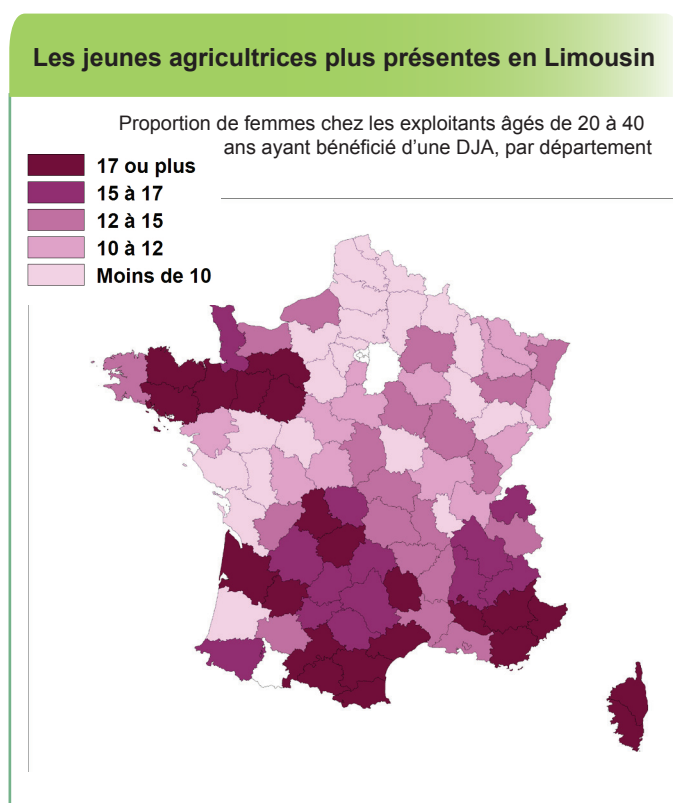 Les jeunes agricultrices plus présentes en Limousin
Proportion de femmes chez les exploitants âgés de 20 à 40
ans ayant bénéficié d’une DJA, par département
17 ou plus
15 à 17
12 à 15
10 à 12
Moins de 10